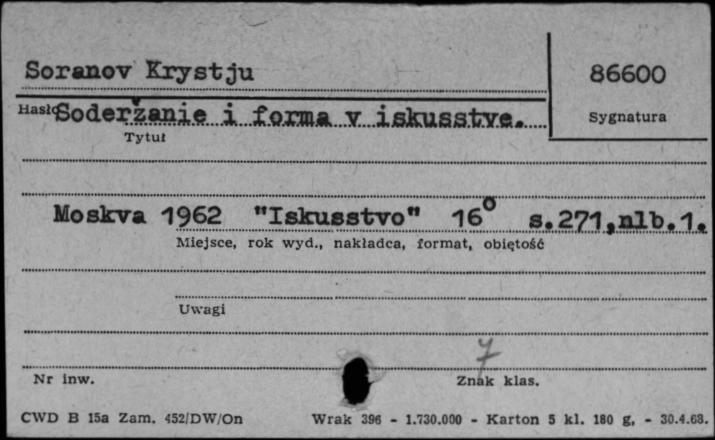 Soranov Krystju
86600
Hasło
Soderžanie i forma v iskusstve.
Sygnatura
Tytuł
Moskva 1962 "Iskusstvo" 16° s.271,nlb.1.
Miejsce, rok wyd., nakładca, format, objętość
Uwagi
7
Nr inw.
Znak klas.
CWD B 15a Zam. 452/DW/On Wrak 396 - 1.730.000 - Karton 5 kl. 180 g, - 30.4.68.